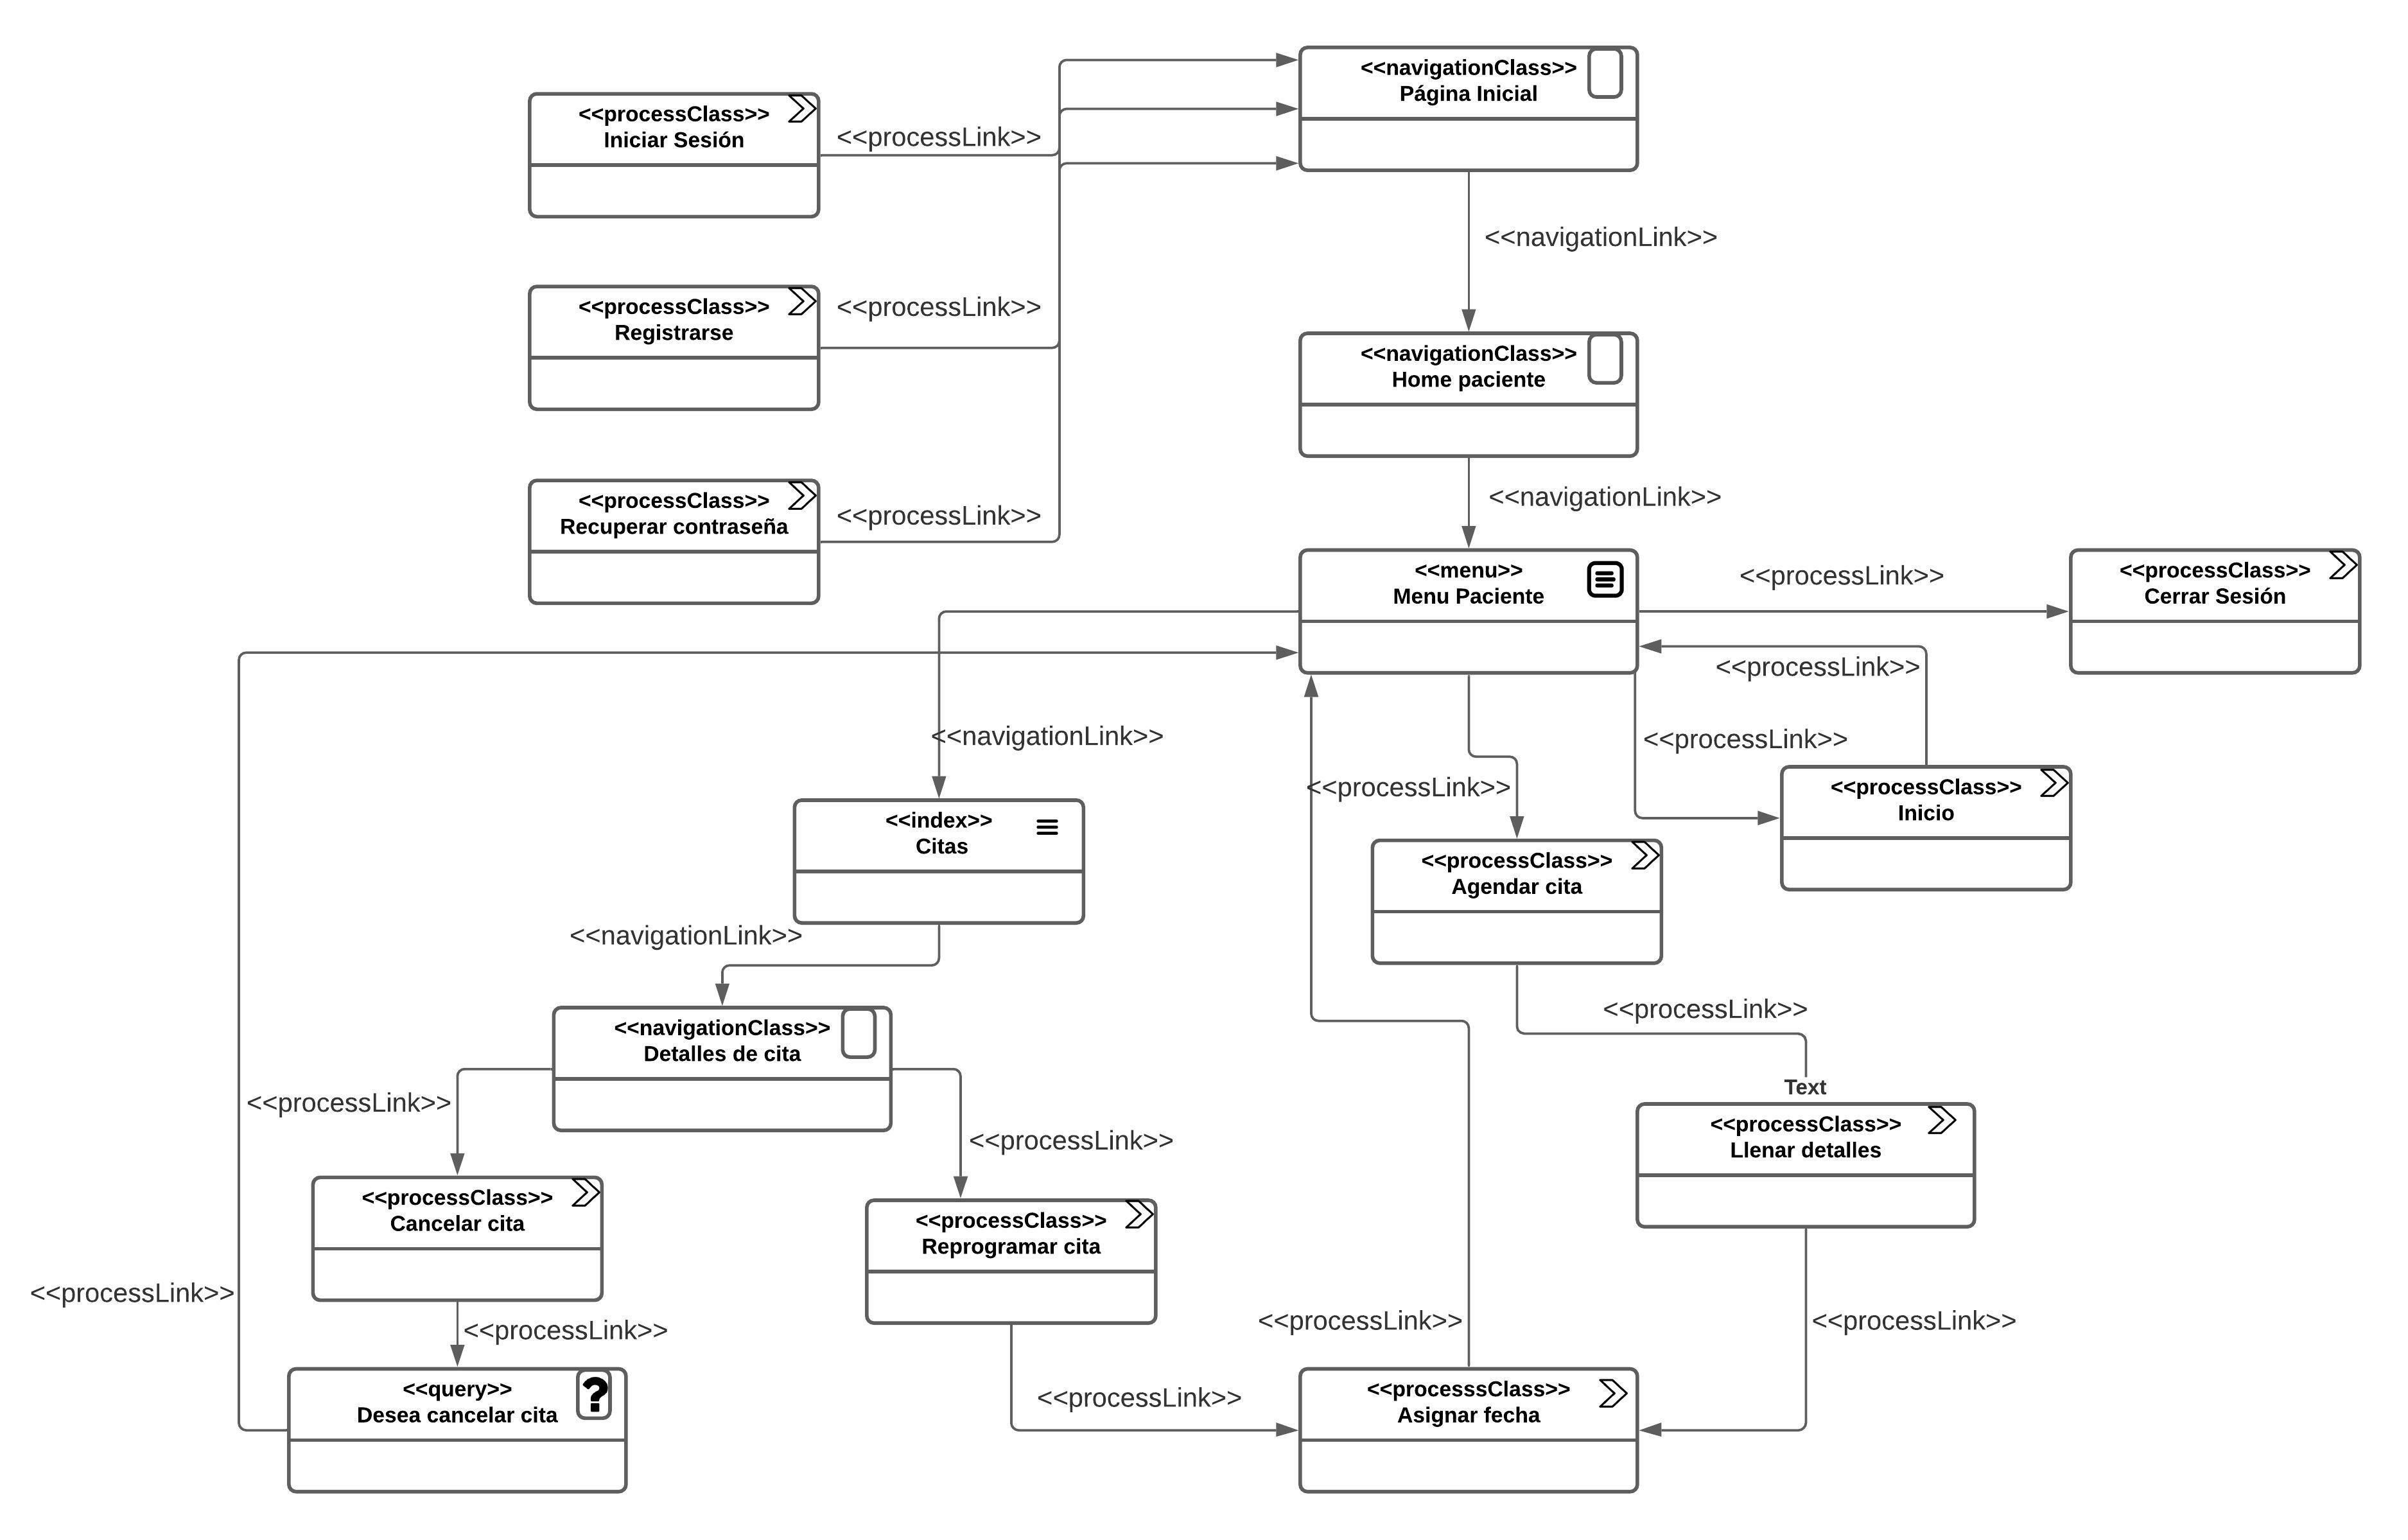 <<navigationClass>>
Página Inicial
<<processClass>>
Iniciar Sesión
<<processLink>>
<<navigationLink>>
<<processClass>>
Registrarse
<<processLink>>
<<navigationClass>>
Home paciente
<<processClass>>
Recuperar contraseña
<<processLink>>
<<navigationLink>>
<<menu>>
Menu Paciente
<<processLink>>
<<processClass>>
Cerrar Sesión
<<processLink>>
<<navigationLink>>
<<processLink>>
<<processLink>>
<<processClass>>
Inicio
<<index>>
Citas
<<processClass>>
Agendar cita
<<navigationLink>>
<<processLink>>
<<navigationClass>>
Detalles de cita
<<processLink>>
Text
<<processLink>>
<<processClass>>
Llenar detalles
<<processClass>>
Cancelar cita
<<processClass>>
Reprogramar cita
<<processLink>>
<<processLink>>
<<processLink>>
<<processLink>>
<<query>>
Desea cancelar cita
?
<<processLink>>
<<processsClass>>
Asignar fecha